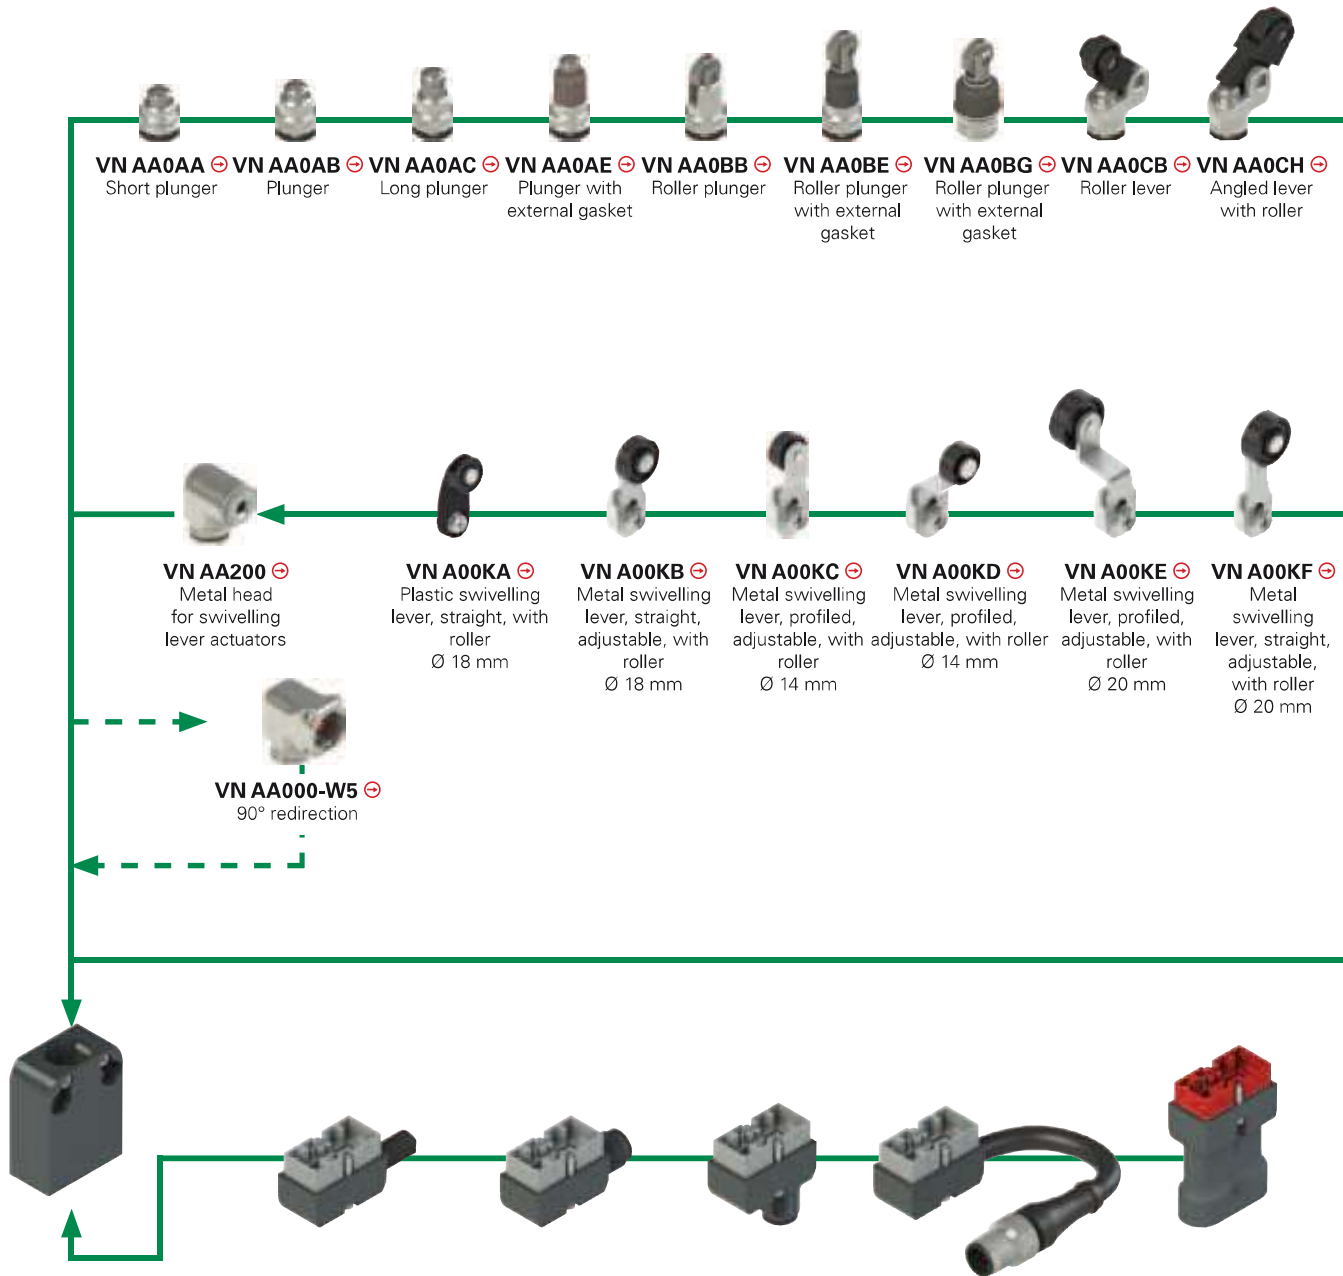 VN AA0AA
Short plunger
VN AA0AB
Plunger
VN AA0AC
Long plunger
VN AA0AE
Plunger with
external gasket
VN AA0BB
Roller plunger
VN AA0BE
Roller plunger
with external
gasket
VN AA0BG
Roller plunger
with external
gasket
VN AA0CB
Roller lever
VN AA0CH
Angled lever
with roller
VN AA200
Metal head
for swivelling
lever actuators
VN A00KA
Plastic swivelling
lever, straight, with
roller
Ø 18 mm
VN A00KB
Metal swivelling
lever, straight,
adjustable, with
roller
Ø 18 mm
VN A00KC
Metal swivelling
lever, profiled,
adjustable, with
roller
Ø 14 mm
VN A00KD
Metal swivelling
lever, profiled,
adjustable, with roller
Ø 14 mm
VN A00KE
Metal swivelling
lever, profiled,
adjustable, with
roller
Ø 20 mm
VN A00KF
Metal
swivelling
lever, straight,
adjustable,
with roller
Ø 20 mm
VN AA000-W5
90° redirection